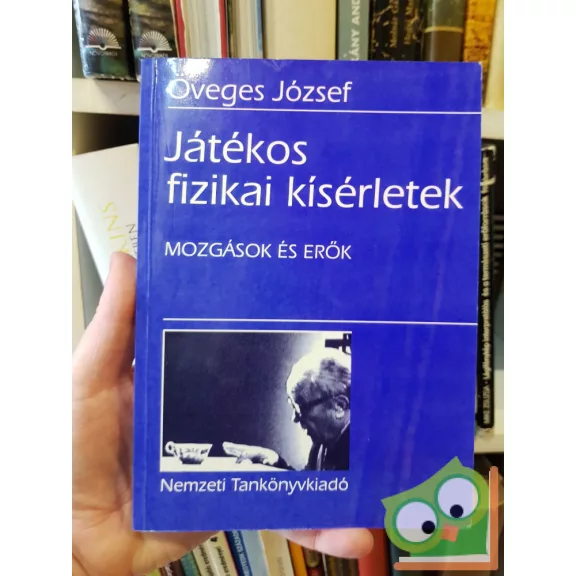 Öveges József
Játékos
fizikai kísérletek
MOZGÁSOK ÉS ERŐK
Nemzeti Tankönyvkiadó